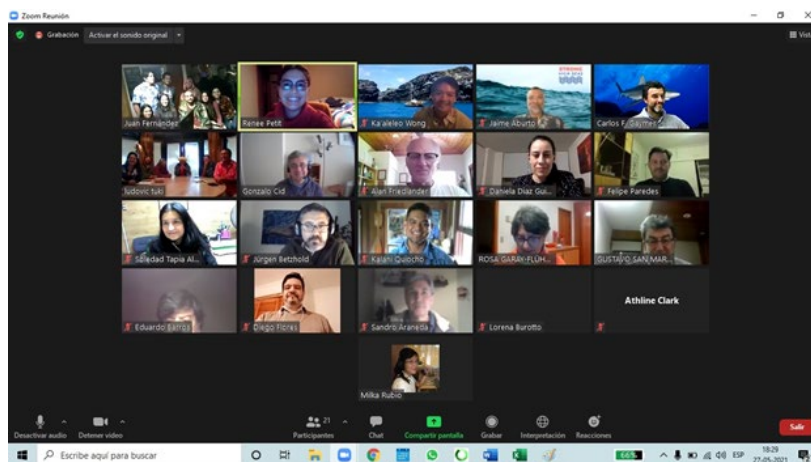 Zoom Reunión
Grabación
Activar el sonido original
Vista
Juan Fernández
Renee Petit
Ka'aleleo Wong
Jaime Aburto
Carlos F. Gaymes
ludovic tuki
Gonzalo Cid
Alan Friedlander
Daniela Diaz Gui...
Felipe Paredes
Soledad Tapia Al...
Jürgen Betzhold
Kalani Quiocho
ROSA GARAY-FLÜH...
GUSTAVO SAN MAR...
Eduardo Barros
Diego Flores
Sandro Aranella
Lorena Burotto
Athline Clark
Milka Rubio
Desactivar audio
Detener video
21
Participantes
Chat
Compartir pantalla
Grabar
Interpretación
Reacciones
Salir
Escribe aquí para buscar
66%
ESP
18:29
27-05-2021